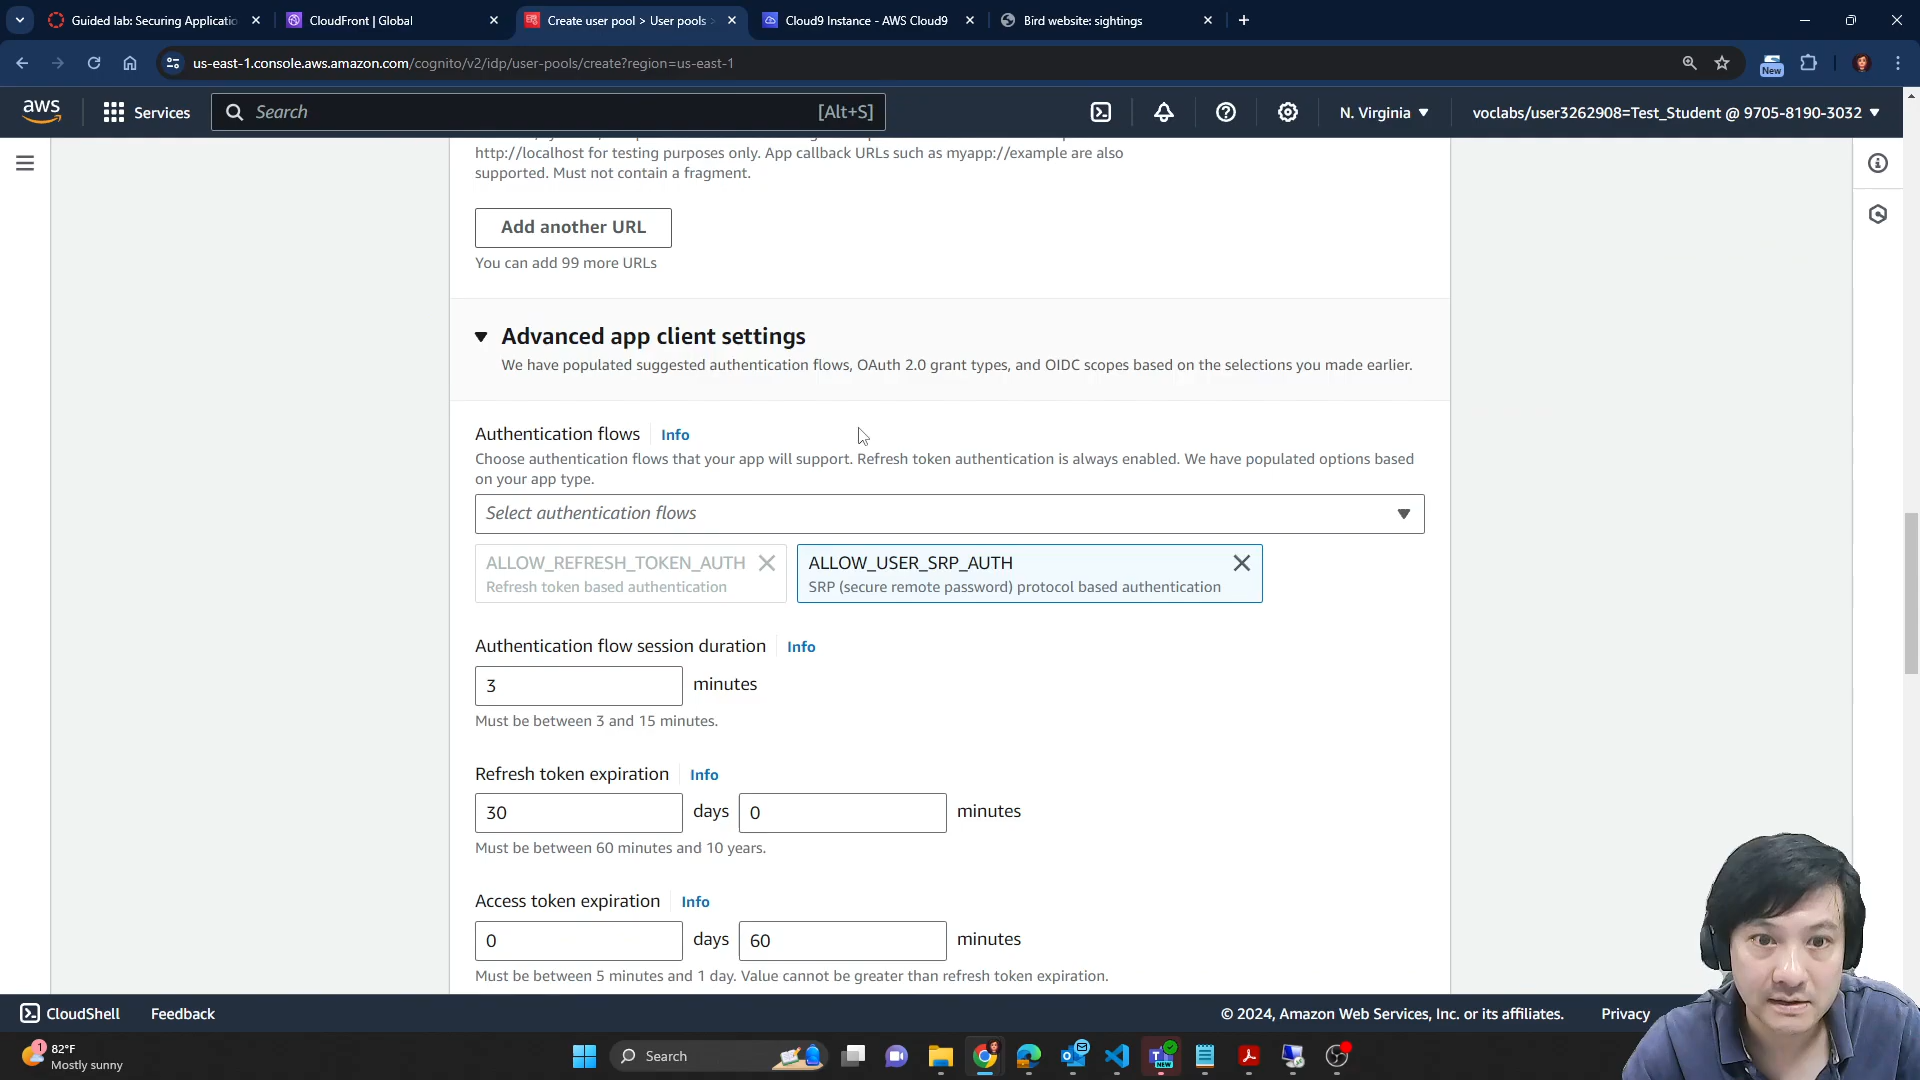 Guided lab: Securing Applicatio
CloudFront | Global
Create user pool > User pools >
Cloud9 Instance - AWS Cloud9
Bird website: sightings
us-east-1.console.aws.amazon.com/cognito/v2/idp/user-pools/create?region=us-east-1
New
aws
Services
Search
[Alt+S]
N. Virginia
voclabs/user3262908=Test_Student @ 9705-8190-3032
http://localhost for testing purposes only. App callback URLs such as myapp://example are also
supported. Must not contain a fragment.
Add another URL
You can add 99 more URLs
Advanced app client settings
We have populated suggested authentication flows, OAuth 2.0 grant types, and OIDC scopes based on the selections you made earlier.
Authentication flows Info
Choose authentication flows that your app will support. Refresh token authentication is always enabled. We have populated options based
on your app type.
Select authentication flows
ALLOW_REFRESH_TOKEN_AUTH
Refresh token based authentication
ALLOW_USER_SRP_AUTH
SRP (secure remote password) protocol based authentication
Authentication flow session duration Info
3 minutes
Must be between 3 and 15 minutes.
Refresh token expiration Info
30 days 0 minutes
Must be between 60 minutes and 10 years.
Access token expiration Info
0 days 60 minutes
Must be between 5 minutes and 1 day. Value cannot be greater than refresh token expiration.
CloudShell
Feedback
© 2024, Amazon Web Services, Inc. or its affiliates.
Privacy
1
82°F
Mostly sunny
Search
NEW